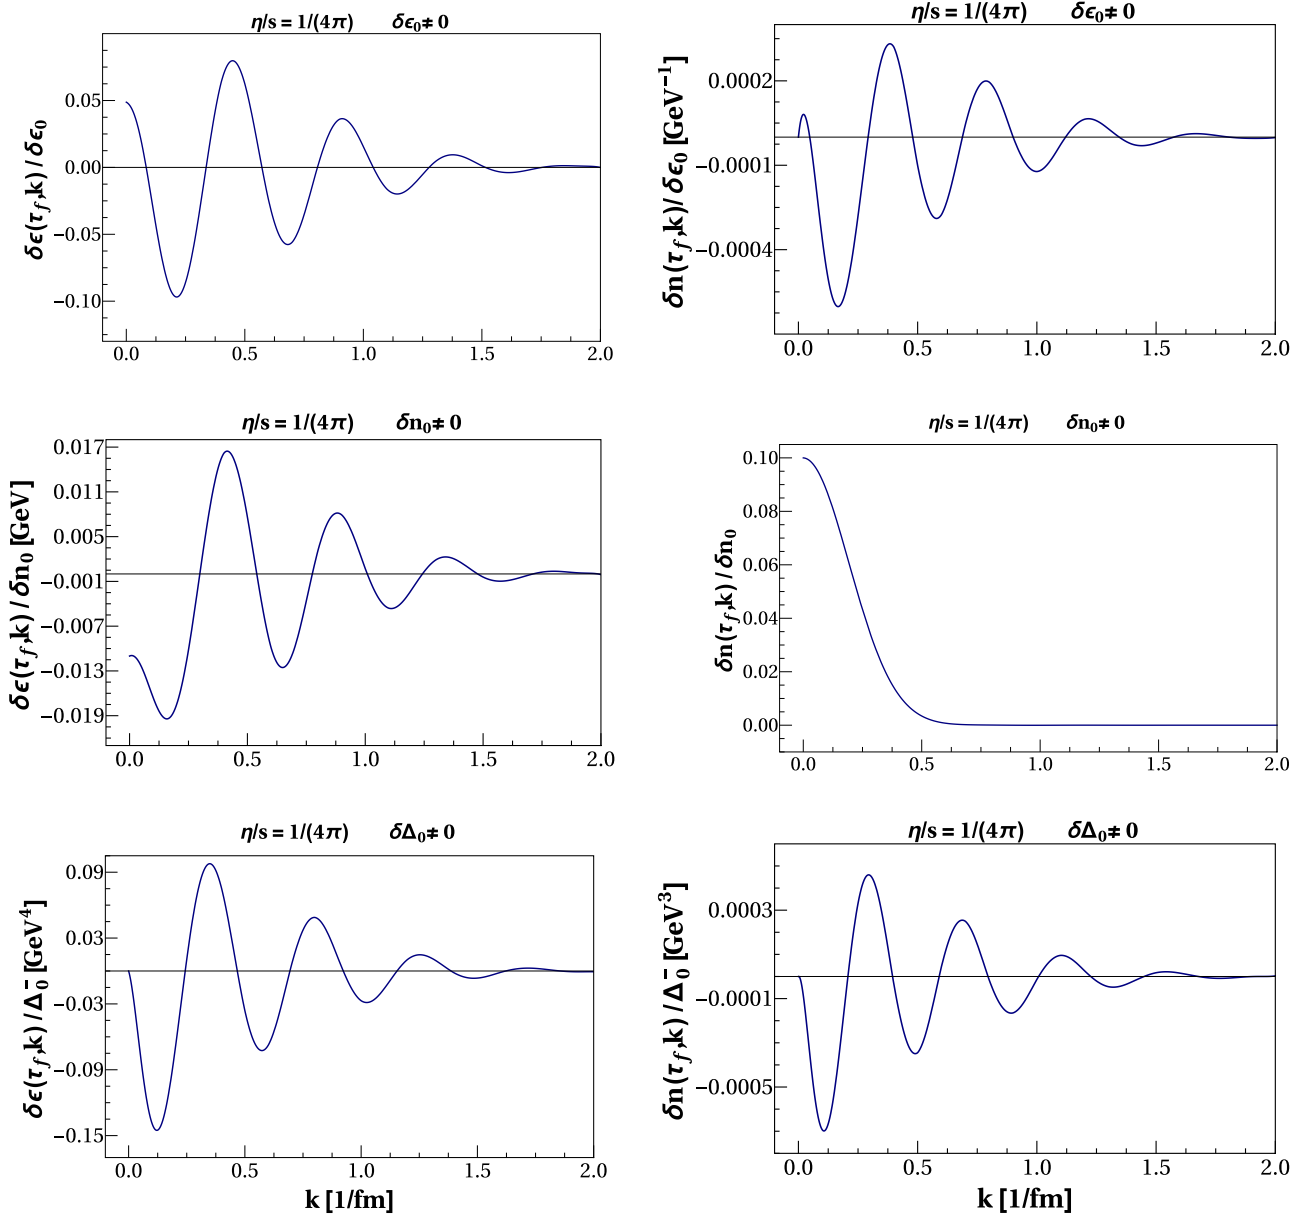 η/s = 1/(4π) δϵ₀≠ 0
δϵ(τ_f,k) / δϵ₀
0.05
0.00
−0.05
−0.10
0.0 0.5 1.0 1.5 2.0
η/s = 1/(4π) δϵ₀≠ 0
δn(τ_f,k)/ δϵ₀ [GeV⁻¹]
0.0002
−0.0001
−0.0004
0.0 0.5 1.0 1.5 2.0
η/s = 1/(4π) δn₀≠ 0
δϵ(τ_f,k) / δn₀ [GeV]
0.017
0.011
0.005
−0.001
−0.007
−0.013
−0.019
0.0 0.5 1.0 1.5 2.0
η/s = 1/(4π) δn₀≠ 0
δn(τ_f,k) / δn₀
0.10
0.08
0.06
0.04
0.02
0.00
0.0 0.5 1.0 1.5 2.0
η/s = 1/(4π) δΔ₀≠ 0
δϵ(τ_f,k) / Δ₀⁻ [GeV⁴]
0.09
0.03
−0.03
−0.09
−0.15
0.0 0.5 1.0 1.5 2.0
k [1/fm]
η/s = 1/(4π) δΔ₀≠ 0
δn(τ_f,k) / Δ₀⁻ [GeV³]
0.0003
−0.0001
−0.0005
0.0 0.5 1.0 1.5 2.0
k [1/fm]